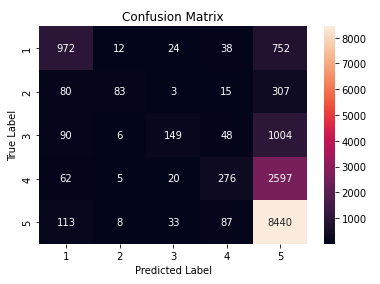 Confusion Matrix
1 972 12 24 38 752
2 80 83 3 15 307
3 90 6 149 48 1004
4 62 5 20 276 2597
5 113 8 33 87 8440
1 2 3 4 5
True Label
Predicted Label
8000
7000
6000
5000
4000
3000
2000
1000